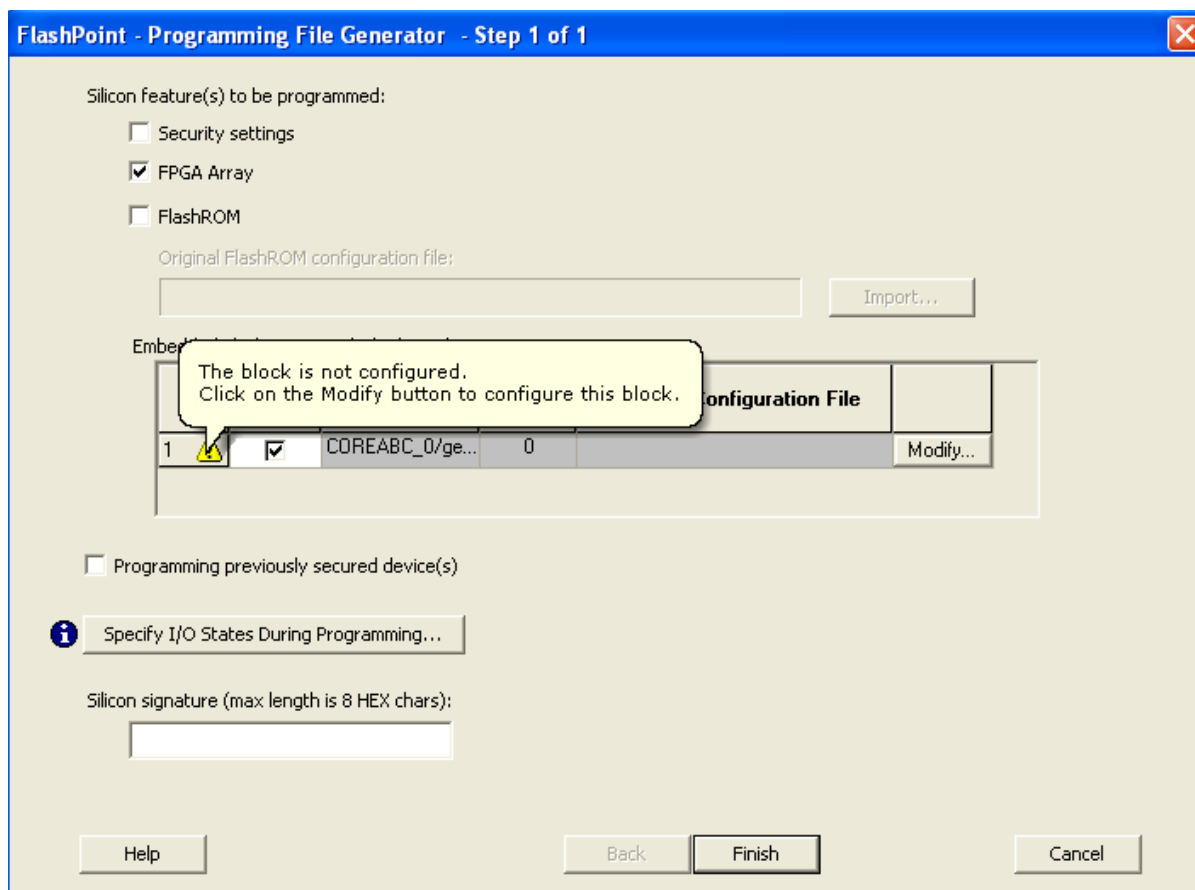 FlashPoint - Programming File Generator - Step 1 of 1
Silicon feature(s) to be programmed:
Security settings
FPGA Array
FlashROM
Original FlashROM configuration file:
Import...
The block is not configured.
Click on the Modify button to configure this block.
Configuration File
1 COREABC_0/ge... 0 Modify...
Programming previously secured device(s)
Specify I/O States During Programming...
Silicon signature (max length is 8 HEX chars):
Help Back Finish Cancel